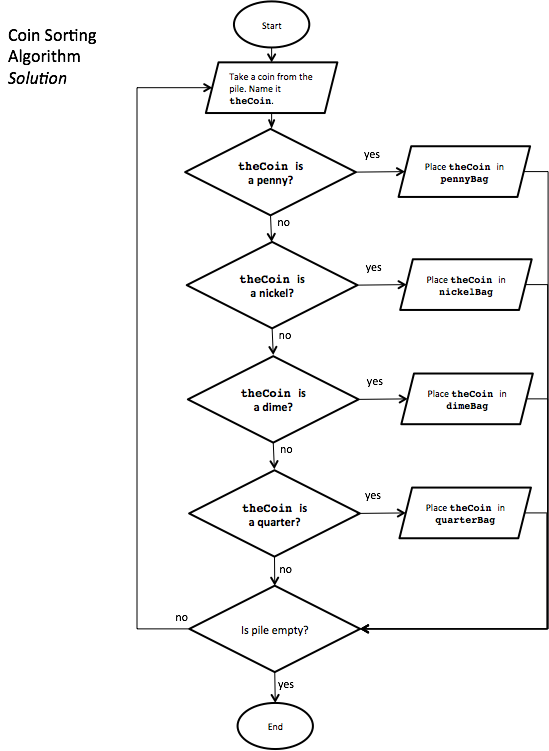 Coin Sorting
Algorithm
Solution
Start
Take a coin from the
pile. Name it
theCoin.
theCoin is
a penny?
yes
Place theCoin in
pennyBag
no
theCoin is
a nickel?
yes
Place theCoin in
nickelBag
no
theCoin is
a dime?
yes
Place theCoin in
dimeBag
no
theCoin is
a quarter?
yes
Place theCoin in
quarterBag
no
Is pile empty?
no
yes
End